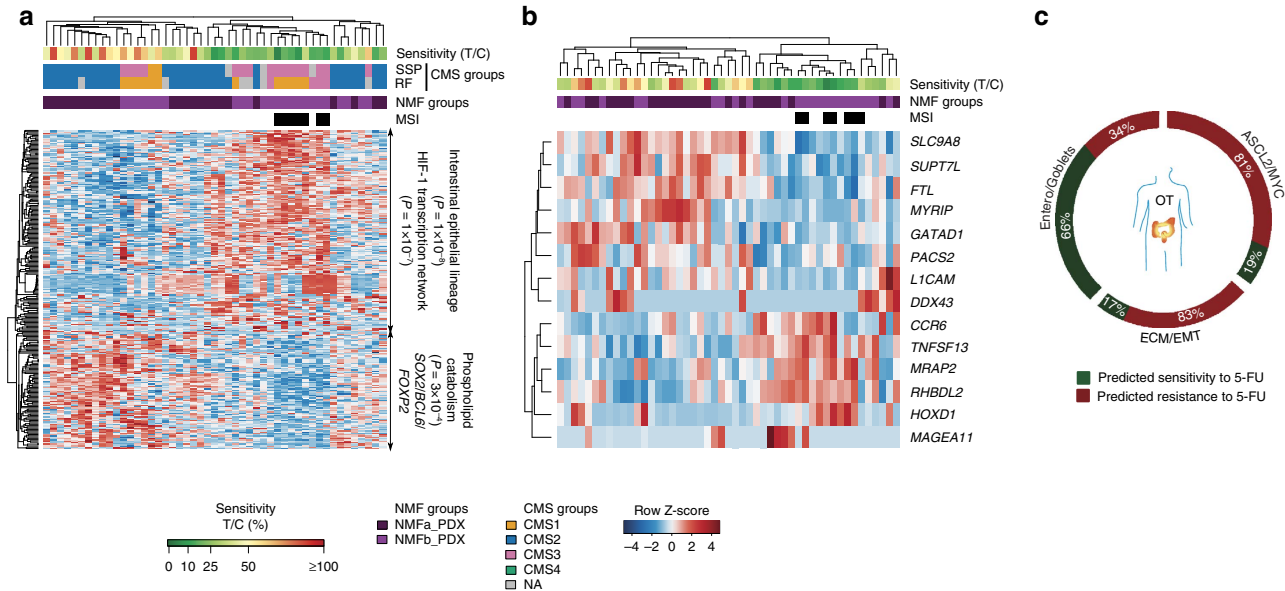 a
Sensitivity (T/C)
SSP
RF
CMS groups
NMF groups
MSI
Intenstinal epithelial lineage
(P = 1×10⁻⁹)
HIF-1 transcription network
(P = 1×10⁻⁷)
Phospholipid
catabolism
(P = 3×10⁻⁴)
SOX2/BCL6/
FOXP2
b
Sensitivity (T/C)
NMF groups
MSI
SLC9A8
SUPT7L
FTL
MYRIP
GATAD1
PACS2
L1CAM
DDX43
CCR6
TNFSF13
MRAP2
RHBDL2
HOXD1
MAGEA11
c
34%
81%
ASCL2/MYC
Entero/Goblets
66%
OT
19%
17%
83%
ECM/EMT
Predicted sensitivity to 5-FU
Predicted resistance to 5-FU
Sensitivity
T/C (%)
0 10 25 50 ≥100
NMF groups
NMFa_PDX
NMFb_PDX
CMS groups
CMS1
CMS2
CMS3
CMS4
NA
Row Z-score
−4 −2 0 2 4